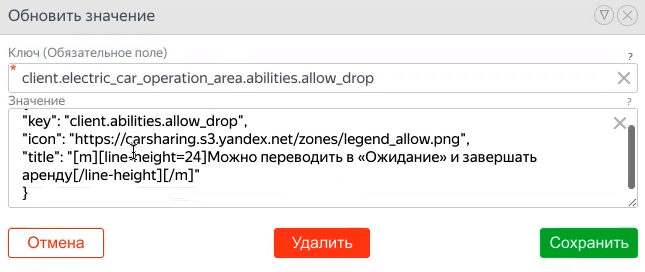 Обновить значение
Ключ (Обязательное поле)
?
*
client.electric_car_operation_area.abilities.allow_drop
Значение
?
"key": "client.abilities.allow_drop",
"icon": "https://carsharing.s3.yandex.net/zones/legend_allow.png",
"title": "[m][line-height=24]Можно переводить в «Ожидание» и завершать
аренду[/line-height][/m]"
}
Отмена
Удалить
Сохранить